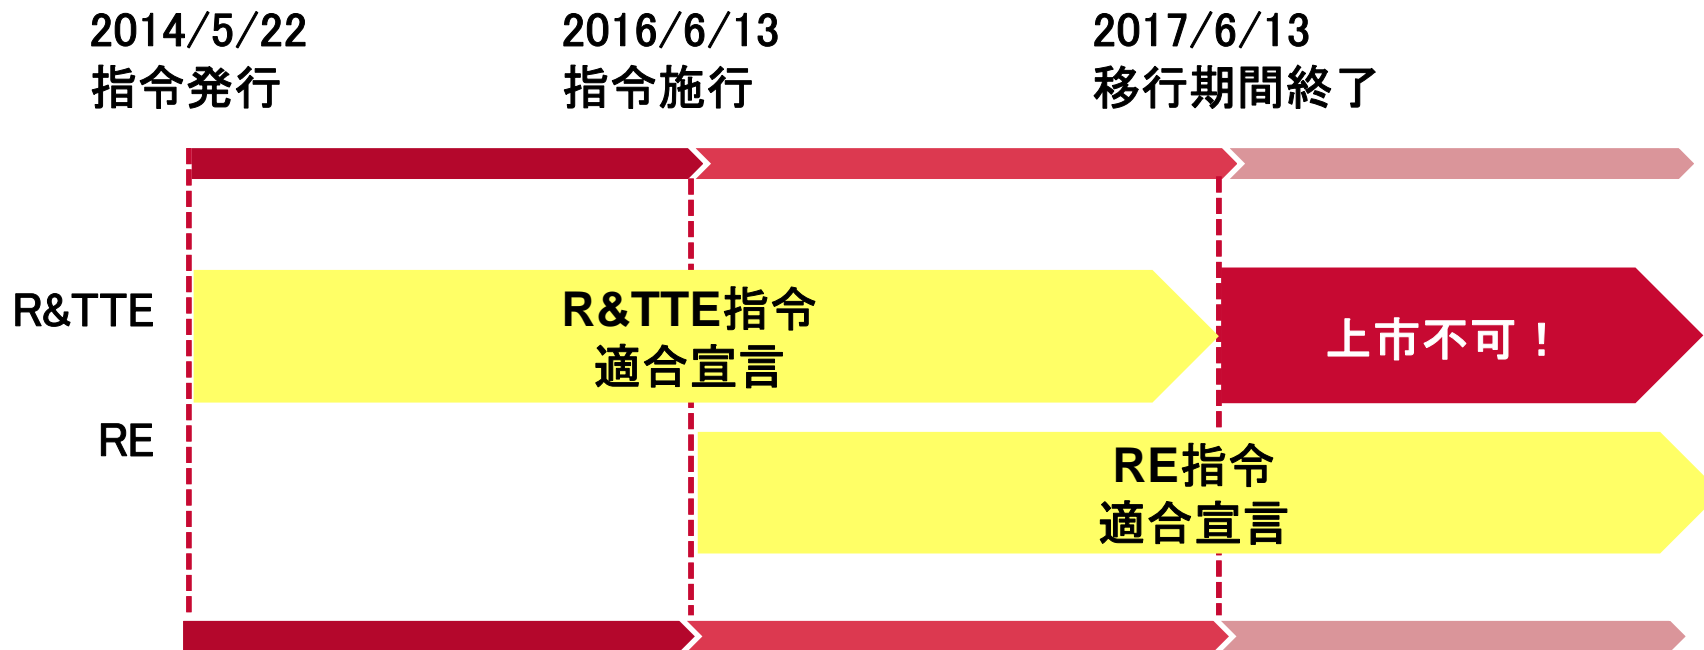 2014/5/22
指令発行
2016/6/13
指令施行
2017/6/13
移行期間終了
R&TTE
R&TTE指令
適合宣言
上市不可！
RE
RE指令
適合宣言